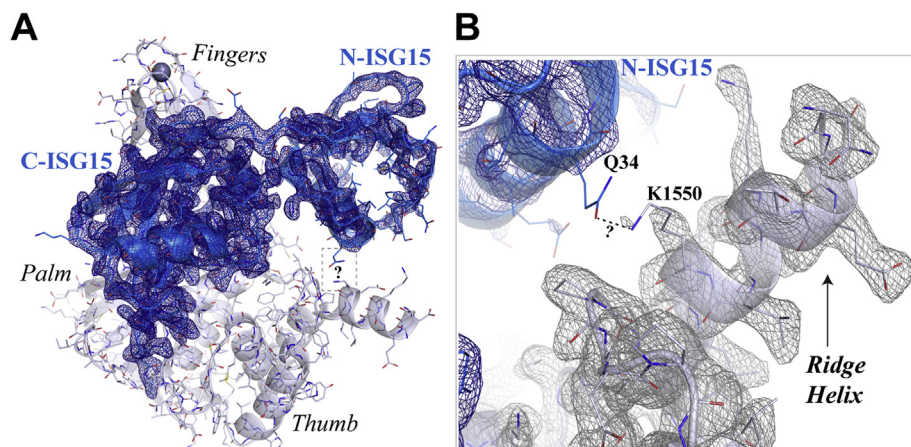 A
Fingers
N-ISG15
C-ISG15
Palm
?
Thumb
B
N-ISG15
Q34
K1550
?
Ridge
Helix